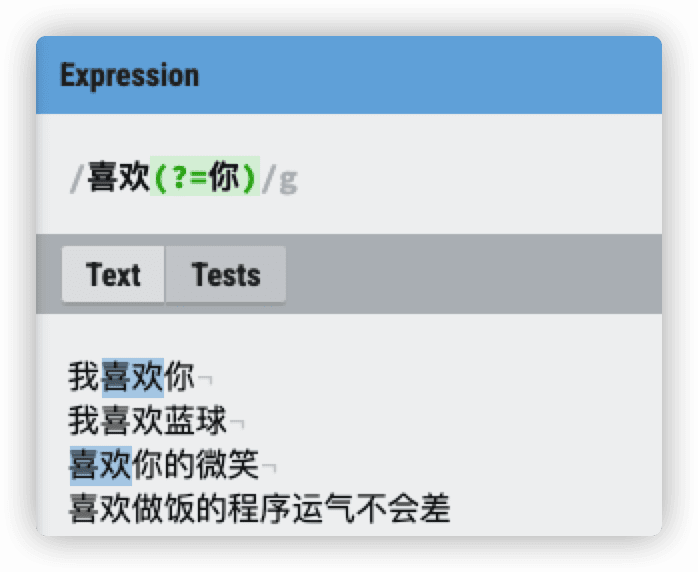 Expression
/喜欢(?=你)/g
Text Tests
我喜欢你¬
我喜欢蓝球¬
喜欢你的微笑¬
喜欢做饭的程序运气不会差